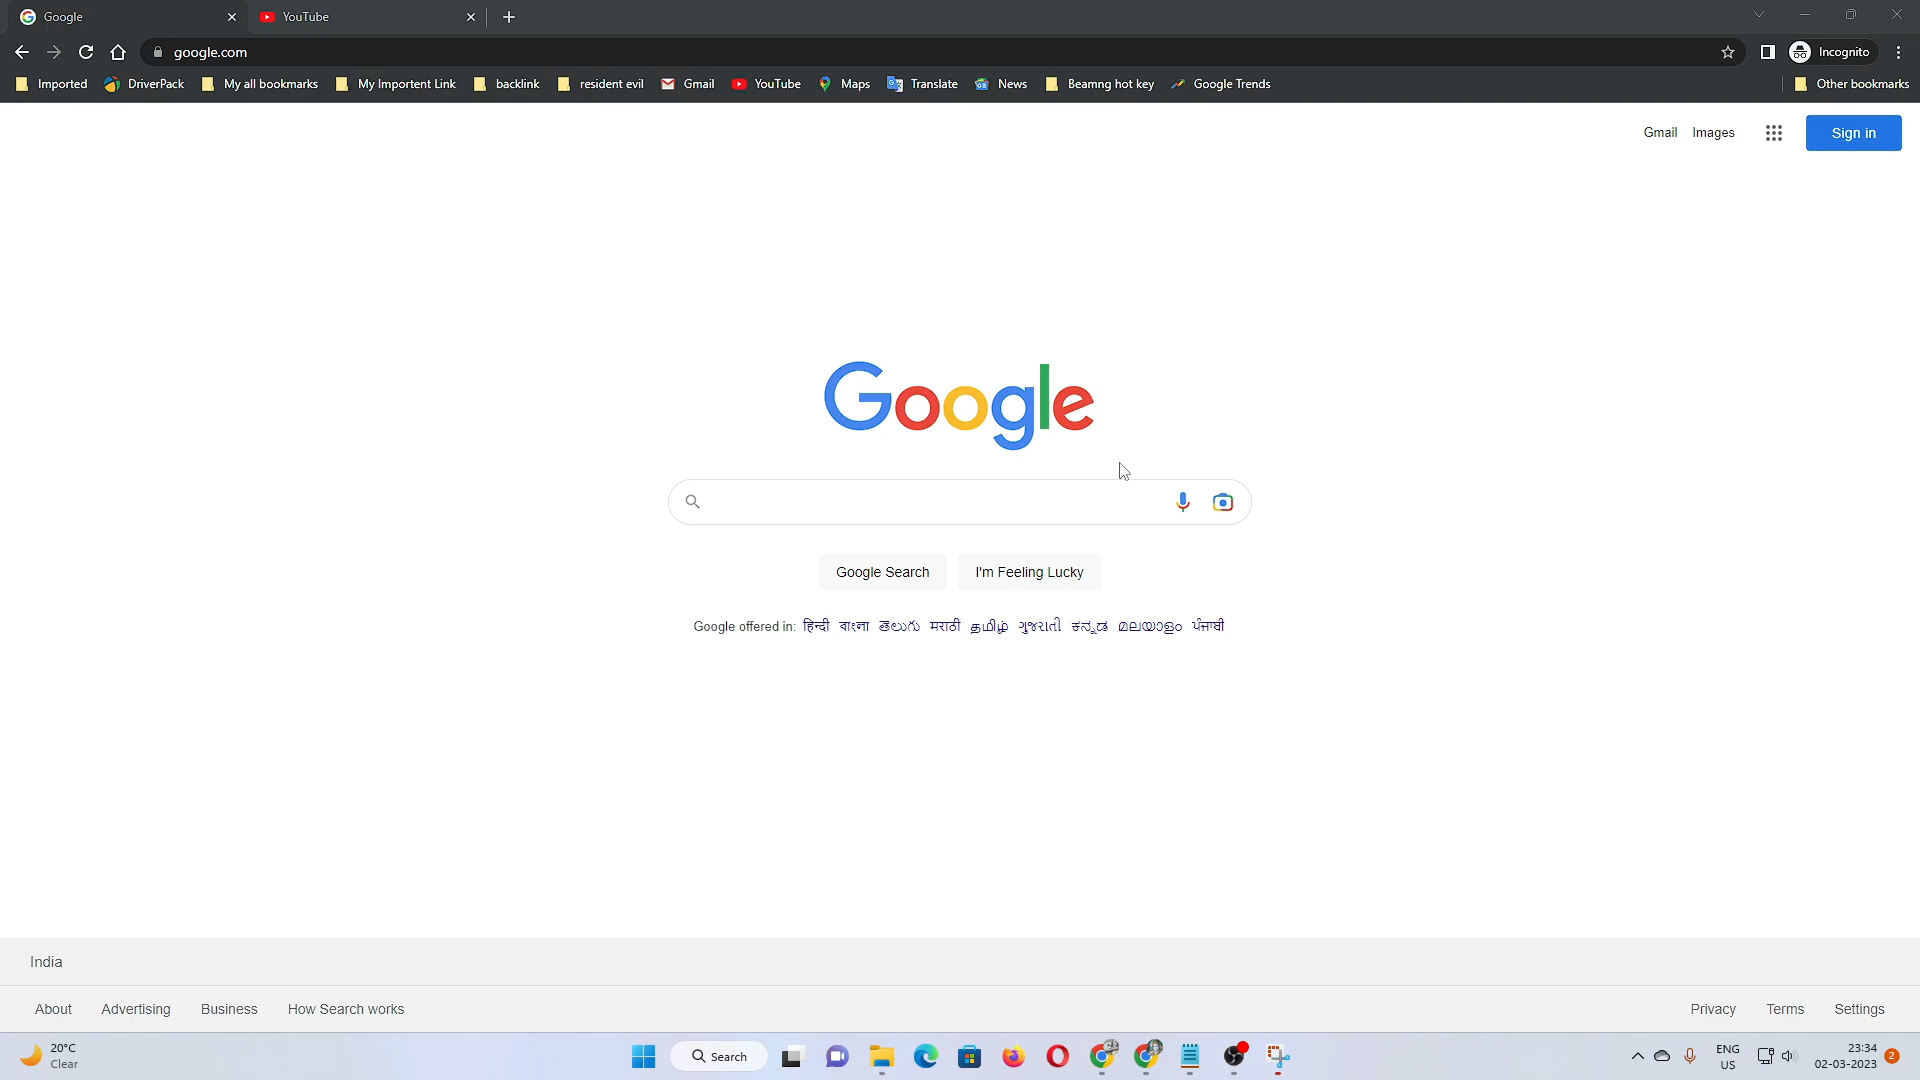 Google
YouTube
google.com
Incognito
Imported
DriverPack
My all bookmarks
My Importent Link
backlink
resident evil
Gmail
YouTube
Maps
Translate
News
Beamng hot key
Google Trends
Other bookmarks
Gmail
Images
Sign in
Google
Google Search
I'm Feeling Lucky
Google offered in: हिन्दी বাংলা తెలుగు मराठी தமிழ் ગુજરાતી ಕನ್ನಡ മലയാളം ਪੰਜਾਬੀ
India
About
Advertising
Business
How Search works
Privacy
Terms
Settings
20°C
Clear
Search
ENG
US
23:34
02-03-2023
2